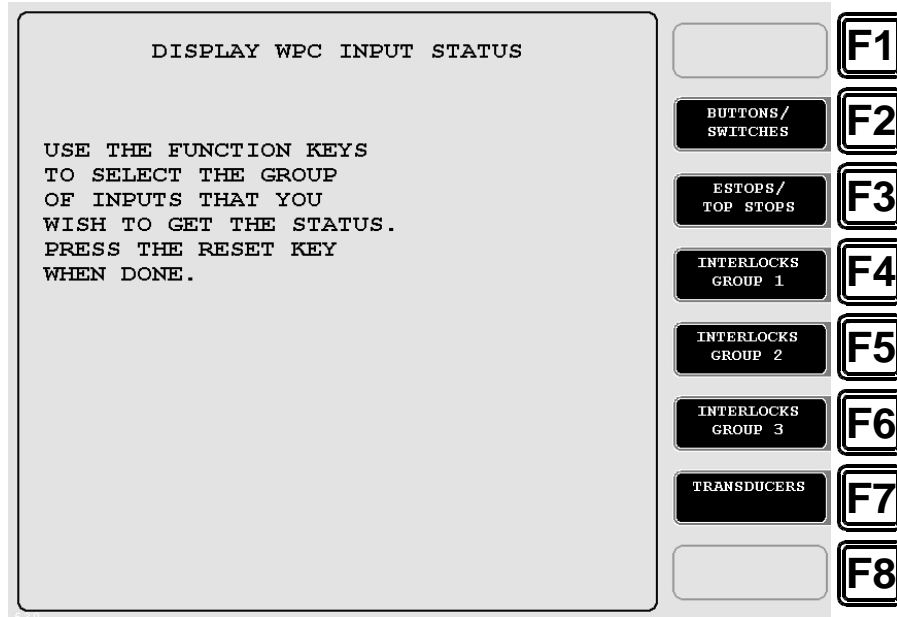 DISPLAY WPC INPUT STATUS
USE THE FUNCTION KEYS
TO SELECT THE GROUP
OF INPUTS THAT YOU
WISH TO GET THE STATUS.
PRESS THE RESET KEY
WHEN DONE.
F1
BUTTONS/
SWITCHES
F2
ESTOPS/
TOP STOPS
F3
INTERLOCKS
GROUP 1
F4
INTERLOCKS
GROUP 2
F5
INTERLOCKS
GROUP 3
F6
TRANSDUCERS
F7
F8